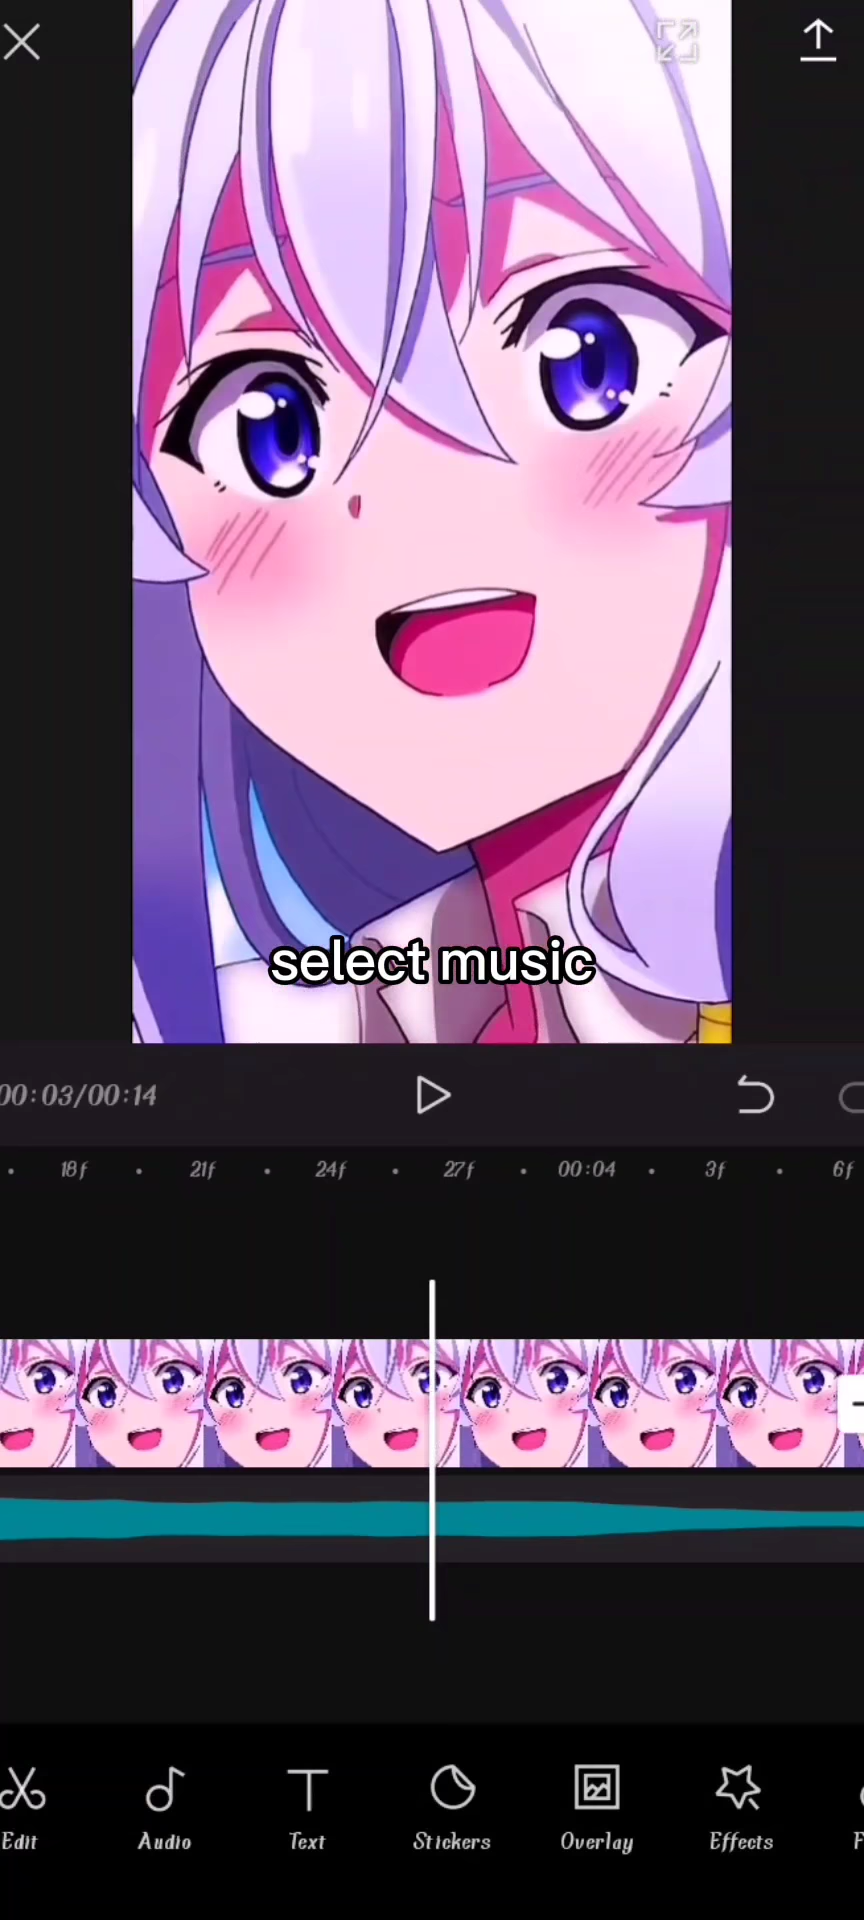 select music
00:03/00:14
18f 21f 24f 27f 00:04 3f 6f
Edit Audio Text Stickers Overlay Effects F